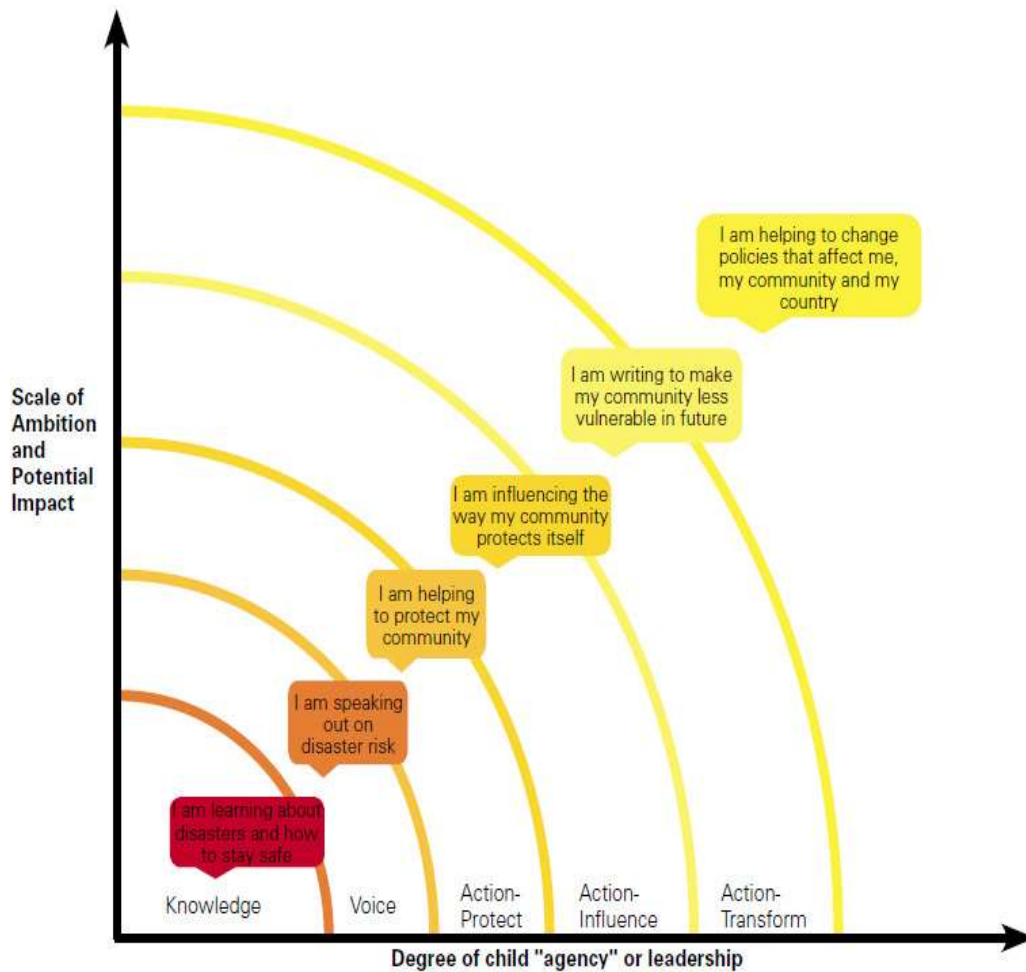 I am helping to change
policies that affect me,
my community and my
country
I am writing to make
my community less
vulnerable in future
Scale of
Ambition
and
Potential
Impact
I am influencing the
way my community
protects itself
I am helping
to protect my
community
I am speaking
out on
disaster risk
I am learning about
disasters and how
to stay safe
Knowledge
Voice
Action-
Protect
Action-
Influence
Action-
Transform
Degree of child "agency" or leadership